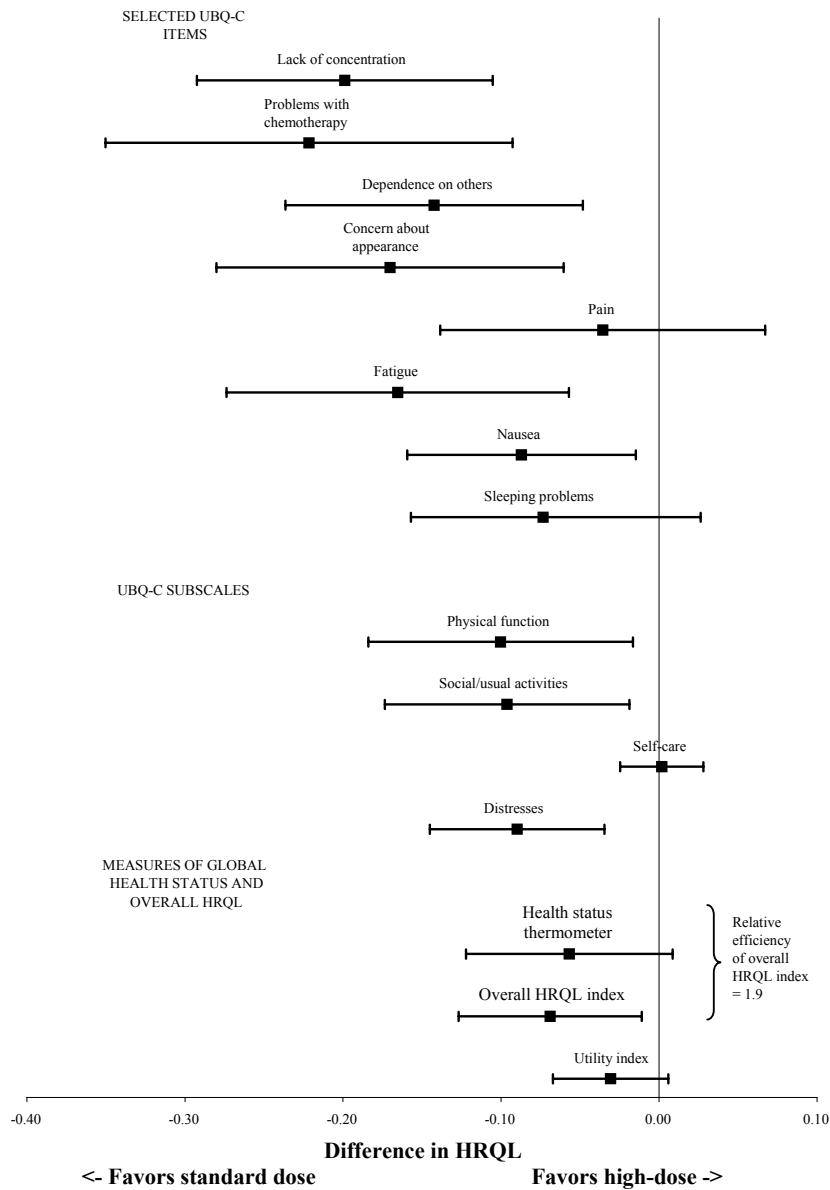 SELECTED UBQ-C
ITEMS
Lack of concentration
Problems with
chemotherapy
Dependence on others
Concern about
appearance
Pain
Fatigue
Nausea
Sleeping problems
UBQ-C SUBSCALES
Physical function
Social/usual activities
Self-care
Distresses
MEASURES OF GLOBAL
HEALTH STATUS AND
OVERALL HRQL
Health status
thermometer
Relative
efficiency
of overall
HRQL index
= 1.9
Overall HRQL index
Utility index
-0.40 -0.30 -0.20 -0.10 0.00 0.10
Difference in HRQL
<- Favors standard dose Favors high-dose ->